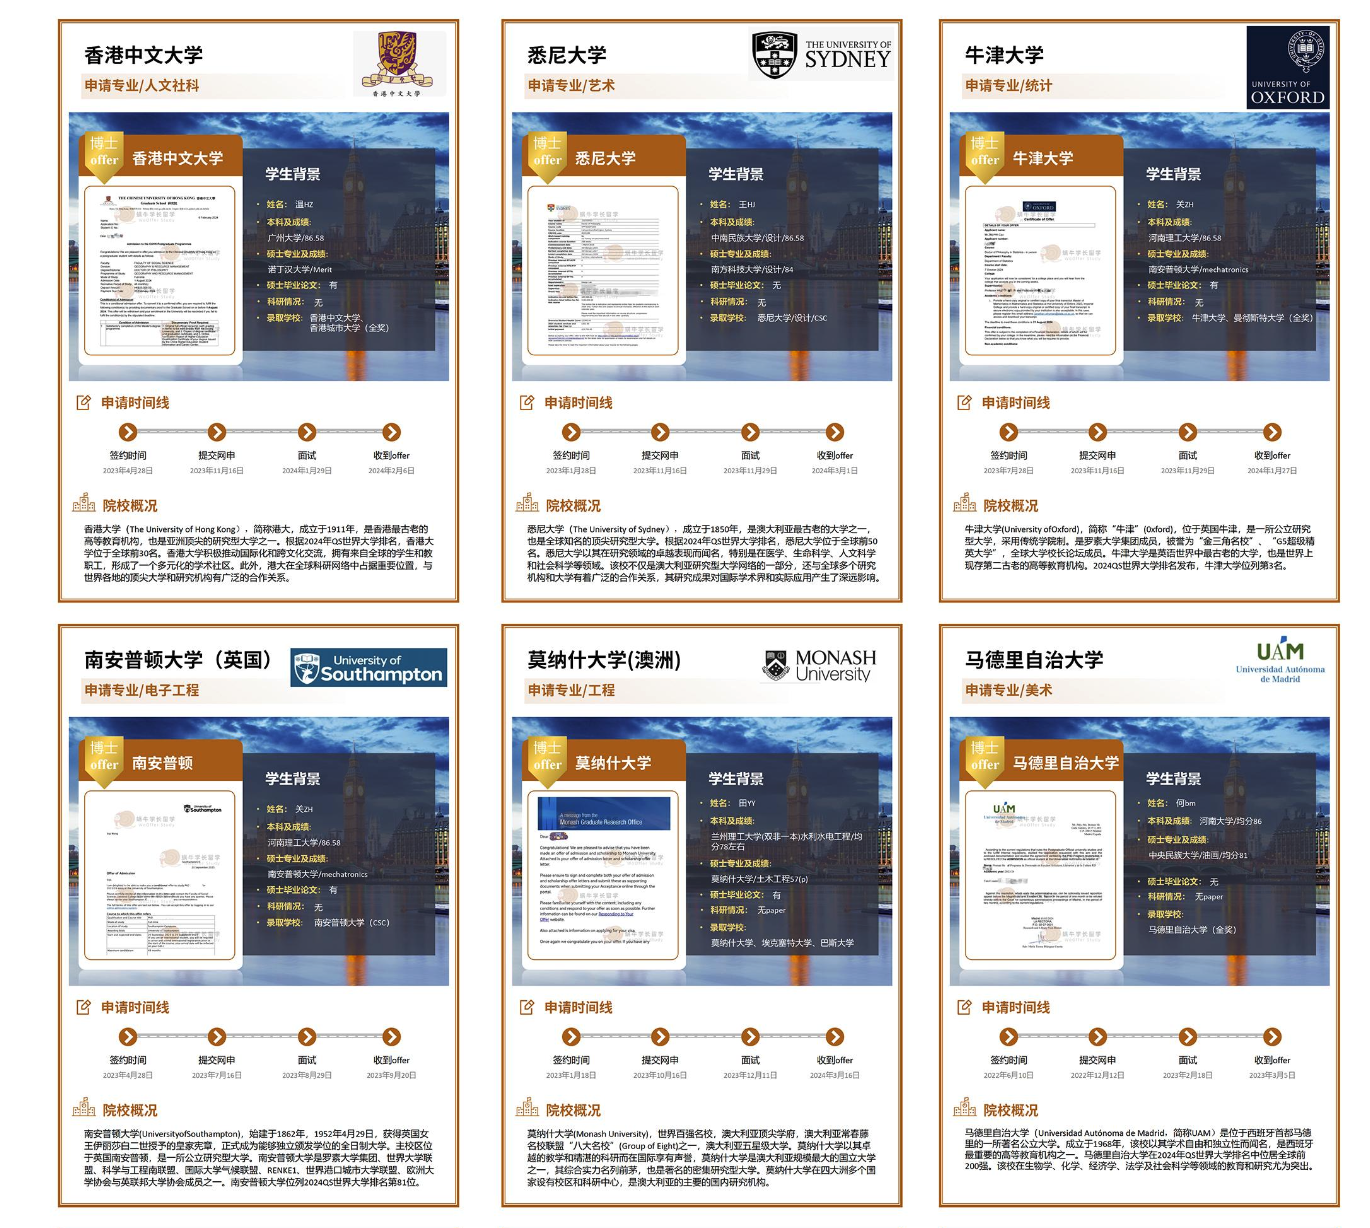 香港中文大学
申请专业/人文社科
香港中文大學
博士
offer
香港中文大学
学生背景
姓名： 温HZ
本科及成绩:
广州大学/86.58
硕士专业及成绩:
诺丁汉大学/Merit
硕士毕业论文： 有
科研情况： 无
录取学校: 香港中文大学、
香港城市大学（全奖）
申请时间线
签约时间
提交网申
面试
收到offer
2023年4月28日
2023年11月16日
2024年1月29日
2024年2月6日
院校概况
香港大学（The University of Hong Kong），简称港大，成立于1911年，是香港最古老的
高等教育机构，也是亚洲顶尖的研究型大学之一。根据2024年QS世界大学排名，香港大
学位于全球前30名。香港大学积极推动国际化和跨文化交流，拥有来自全球的学生和教
职工，形成了一个多元化的学术社区。此外，港大在全球科研网络中占据重要位置，与
世界各地的顶尖大学和研究机构有广泛的合作关系。
悉尼大学
申请专业/艺术
THE UNIVERSITY OF
SYDNEY
博士
offer
悉尼大学
学生背景
姓名： 王HJ
本科及成绩:
中南民族大学/设计/86.58
硕士专业及成绩:
南方科技大学/设计/84
硕士毕业论文： 无
科研情况： 无
录取学校: 悉尼大学/设计/CSC
申请时间线
签约时间
提交网申
面试
收到offer
2023年1月28日
2023年11月16日
2023年11月29日
2024年3月1日
院校概况
悉尼大学（The University of Sydney），成立于1850年，是澳大利亚最古老的大学之一，
也是全球知名的顶尖研究型大学。根据2024年QS世界大学排名，悉尼大学位于全球前50
名。悉尼大学以其在研究领域的卓越表现而闻名，特别是在医学、生命科学、人文科学
和社会科学等领域。该校不仅是澳大利亚研究型大学网络的一部分，还与全球多个研究
机构和大学有着广泛的合作关系，其研究成果对国际学术界和实际应用产生了深远影响。
牛津大学
申请专业/统计
UNIVERSITY OF
OXFORD
博士
offer
牛津大学
学生背景
姓名： 关ZH
本科及成绩:
河南理工大学/86.58
硕士专业及成绩:
南安普顿大学/mechatronics
硕士毕业论文： 有
科研情况： 无
录取学校: 牛津大学、曼彻斯特大学（全奖）
申请时间线
签约时间
提交网申
面试
收到offer
2023年7月28日
2023年11月16日
2023年11月29日
2024年1月27日
院校概况
牛津大学(University ofOxford)，简称“牛津”(Oxford)，位于英国牛津，是一所公立研究
型大学，采用传统学院制。是罗素大学集团成员，被誉为“金三角名校”、“G5超级精
英大学”，全球大学校长论坛成员。牛津大学是英语世界中最古老的大学，也是世界上
现存第二古老的高等教育机构。2024QS世界大学排名发布，牛津大学位列第3名。
南安普顿大学（英国）
申请专业/电子工程
University of
Southampton
博士
offer
南安普顿
学生背景
姓名： 关ZH
本科及成绩:
河南理工大学/86.58
硕士专业及成绩:
南安普顿大学/mechatronics
硕士毕业论文： 有
科研情况： 无
录取学校: 南安普顿大学（CSC）
申请时间线
签约时间
提交网申
面试
收到offer
2023年4月28日
2023年7月16日
2023年8月29日
2023年9月20日
院校概况
南安普顿大学(UniversityofSouthampton)，始建于1862年，1952年4月29日，获得英国女
王伊丽莎白二世授予的皇家宪章，正式成为能够独立颁发学位的全日制大学。主校区位
于英国南安普顿，是一所公立研究型大学。南安普顿大学是罗素大学集团、世界大学联
盟、科学与工程南联盟、国际大学气候联盟、RENKEI、世界港口城市大学联盟、欧洲大
学协会与英联邦大学协会成员之一。南安普顿大学位列2024QS世界大学排名第81位。
莫纳什大学(澳洲)
申请专业/工程
MONASH
University
博士
offer
莫纳什大学
学生背景
姓名： 田YY
本科及成绩:
兰州理工大学(双非一本)水利水电工程/均
分78左右
硕士专业及成绩:
莫纳什大学/土木工程57(p)
硕士毕业论文： 有
科研情况： 无paper
录取学校:
莫纳什大学、埃克塞特大学、巴斯大学
申请时间线
签约时间
提交网申
面试
收到offer
2023年1月18日
2023年10月16日
2023年12月11日
2024年3月16日
院校概况
莫纳什大学(Monash University)，世界百强名校，澳大利亚顶尖学府，澳大利亚常春藤
名校联盟“八大名校”(Group of Eight)之一，澳大利亚五星级大学。莫纳什大学以其卓
越的教学和精湛的科研而在国际享有声誉，莫纳什大学是澳大利亚规模最大的国立大学
之一，其综合实力名列前茅，也是著名的密集研究型大学。莫纳什大学在四大洲多个国
家设有校区和科研中心，是澳大利亚的主要的国内研究机构。
马德里自治大学
申请专业/美术
UAM
Universidad Autónoma
de Madrid
博士
offer
马德里自治大学
学生背景
姓名： 何bm
本科及成绩: 河南大学/均分86
硕士专业及成绩:
中央民族大学/油画/均分81
硕士毕业论文： 无
科研情况： 无paper
录取学校:
马德里自治大学（全奖）
申请时间线
签约时间
提交网申
面试
收到offer
2022年6月10日
2022年12月12日
2023年2月18日
2023年3月5日
院校概况
马德里自治大学（Universidad Autónoma de Madrid，简称UAM）是位于西班牙首都马德
里的一所著名公立大学。成立于1968年，该校以其学术自由和独立性而闻名，是西班牙
最重要的高等教育机构之一。马德里自治大学在2024年QS世界大学排名中位居全球前
200强。该校在生物学、化学、经济学、法学及社会科学等领域的教育和研究尤为突出。